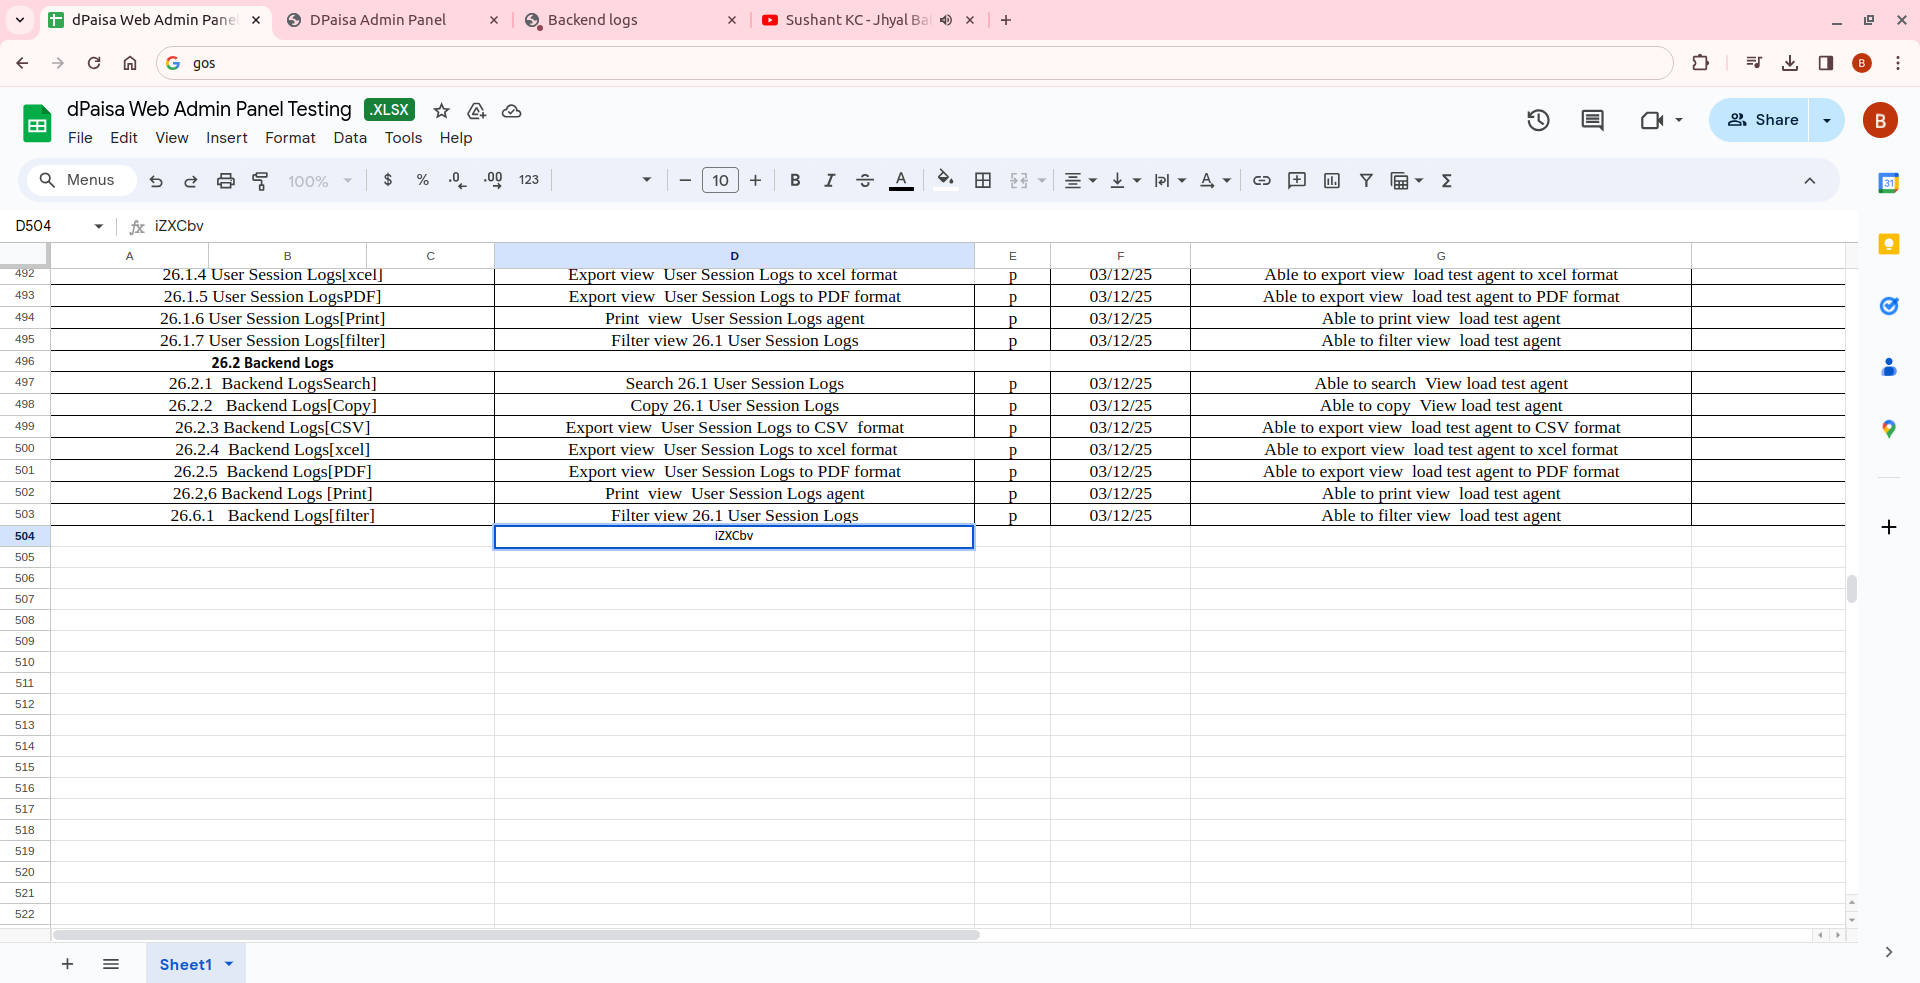 dPaisa Web Admin Pane
DPaisa Admin Panel
Backend logs
Sushant KC - Jhyal Ba
gos
B
dPaisa Web Admin Panel Testing .XLSX
File Edit View Insert Format Data Tools Help
Share
B
Menus 100% $ % .0 .00 123 10 B I A A Σ
31
D504 fx iZXCbv
A B C D E F G
492 26.1.4 User Session Logs[xcel] Export view  User Session Logs to xcel format p 03/12/25 Able to export view  load test agent to xcel format
493 26.1.5 User Session LogsPDF] Export view  User Session Logs to PDF format p 03/12/25 Able to export view  load test agent to PDF format
494 26.1.6 User Session Logs[Print] Print  view  User Session Logs agent p 03/12/25 Able to print view  load test agent
495 26.1.7 User Session Logs[filter] Filter view 26.1 User Session Logs p 03/12/25 Able to filter view  load test agent
496 26.2 Backend Logs
497 26.2.1  Backend LogsSearch] Search 26.1 User Session Logs p 03/12/25 Able to search  View load test agent
498 26.2.2   Backend Logs[Copy] Copy 26.1 User Session Logs p 03/12/25 Able to copy  View load test agent
499 26.2.3 Backend Logs[CSV] Export view  User Session Logs to CSV  format p 03/12/25 Able to export view  load test agent to CSV format
500 26.2.4  Backend Logs[xcel] Export view  User Session Logs to xcel format p 03/12/25 Able to export view  load test agent to xcel format
501 26.2.5  Backend Logs[PDF] Export view  User Session Logs to PDF format p 03/12/25 Able to export view  load test agent to PDF format
502 26.2,6 Backend Logs [Print] Print  view  User Session Logs agent p 03/12/25 Able to print view  load test agent
503 26.6.1   Backend Logs[filter] Filter view 26.1 User Session Logs p 03/12/25 Able to filter view  load test agent
504 iZXCbv
505
506
507
508
509
510
511
512
513
514
515
516
517
518
519
520
521
522
Sheet1